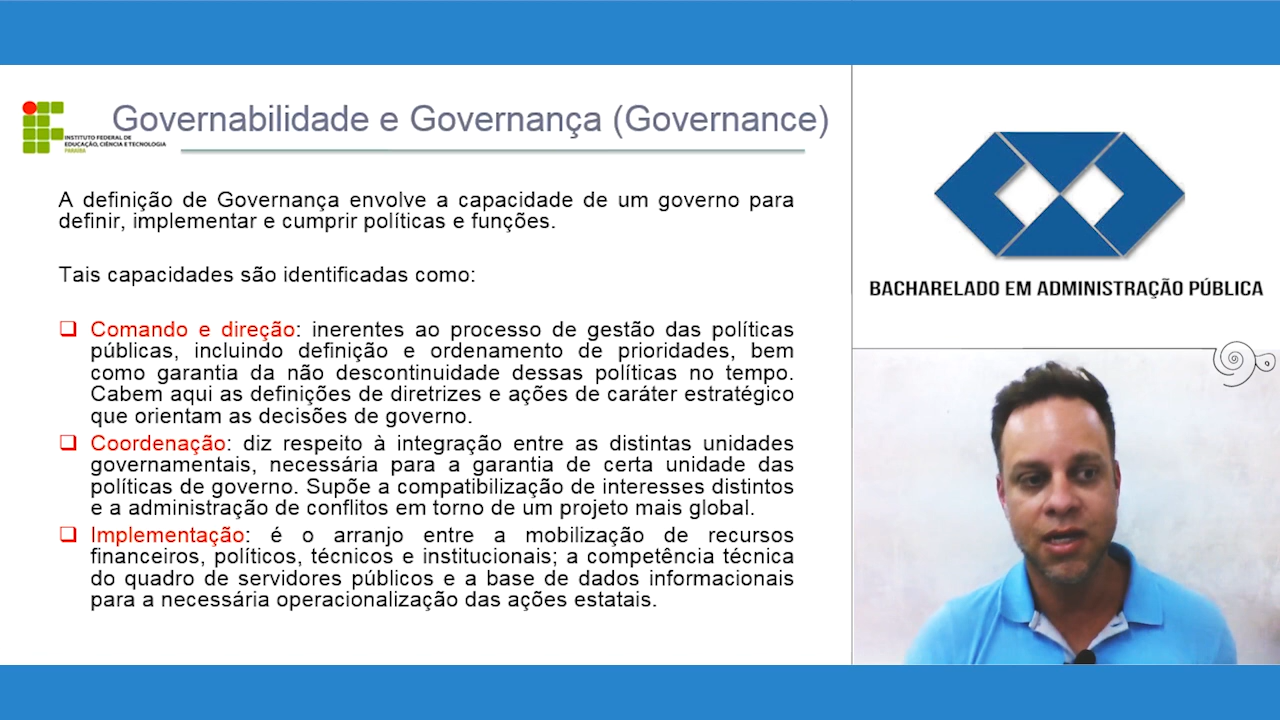 Governabilidade e Governança (Governance)
INSTITUTO FEDERAL DE
EDUCAÇÃO, CIÊNCIA E TECNOLOGIA
PARAÍBA
A definição de Governança envolve a capacidade de um governo para
definir, implementar e cumprir políticas e funções.
Tais capacidades são identificadas como:
Comando e direção: inerentes ao processo de gestão das políticas
públicas, incluindo definição e ordenamento de prioridades, bem
como garantia da não descontinuidade dessas políticas no tempo.
Cabem aqui as definições de diretrizes e ações de caráter estratégico
que orientam as decisões de governo.
Coordenação: diz respeito à integração entre as distintas unidades
governamentais, necessária para a garantia de certa unidade das
políticas de governo. Supõe a compatibilização de interesses distintos
e a administração de conflitos em torno de um projeto mais global.
Implementação: é o arranjo entre a mobilização de recursos
financeiros, políticos, técnicos e institucionais; a competência técnica
do quadro de servidores públicos e a base de dados informacionais
para a necessária operacionalização das ações estatais.
BACHARELADO EM ADMINISTRAÇÃO PÚBLICA